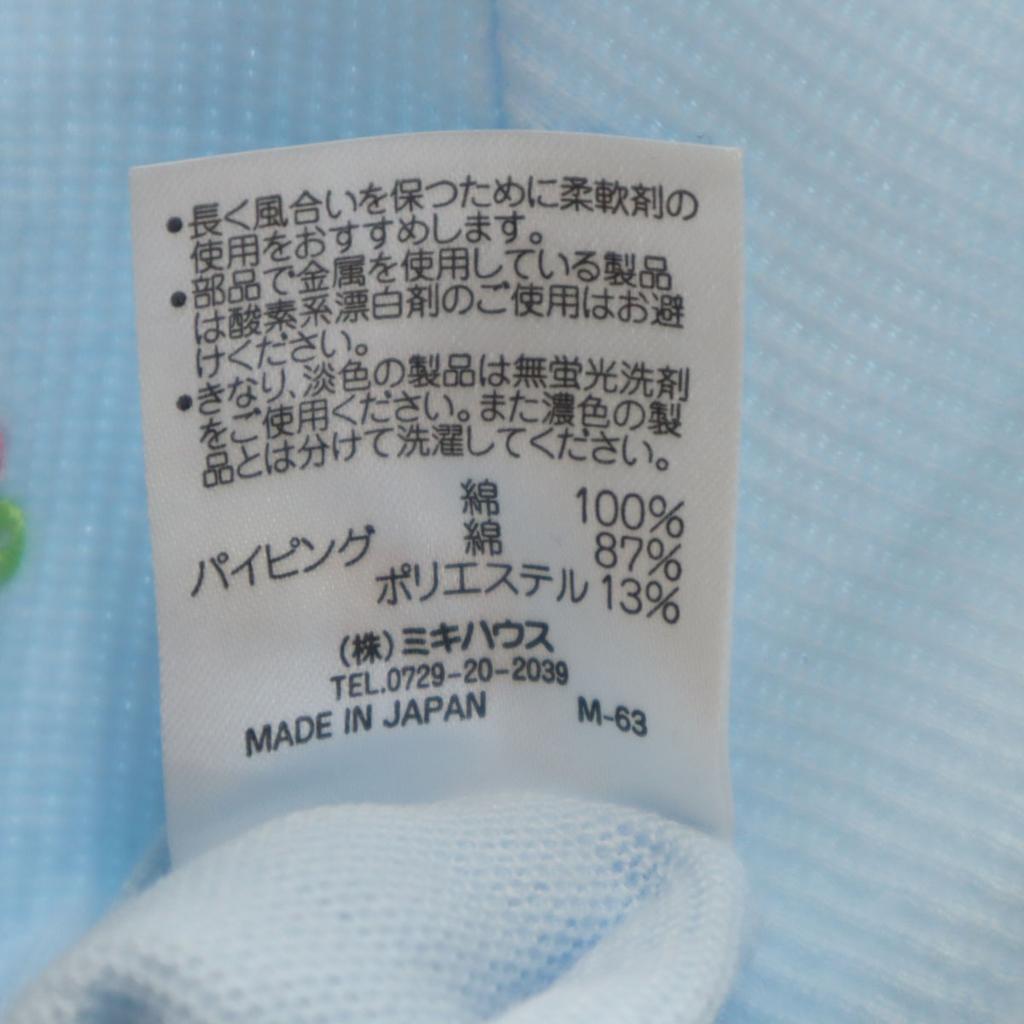 •長く風合いを保つために柔軟剤の
使用をおすすめします。
•部品で金属を使用している製品
は酸素系漂白剤のご使用はお避
けください。
•きなり、淡色の製品は無蛍光洗剤
をご使用ください。また濃色の製
品とは分けて洗濯してください。
綿 100%
パイピング 綿 87%
ポリエステル 13%
(株)ミキハウス
TEL.0729-20-2039
MADE IN JAPAN M-63